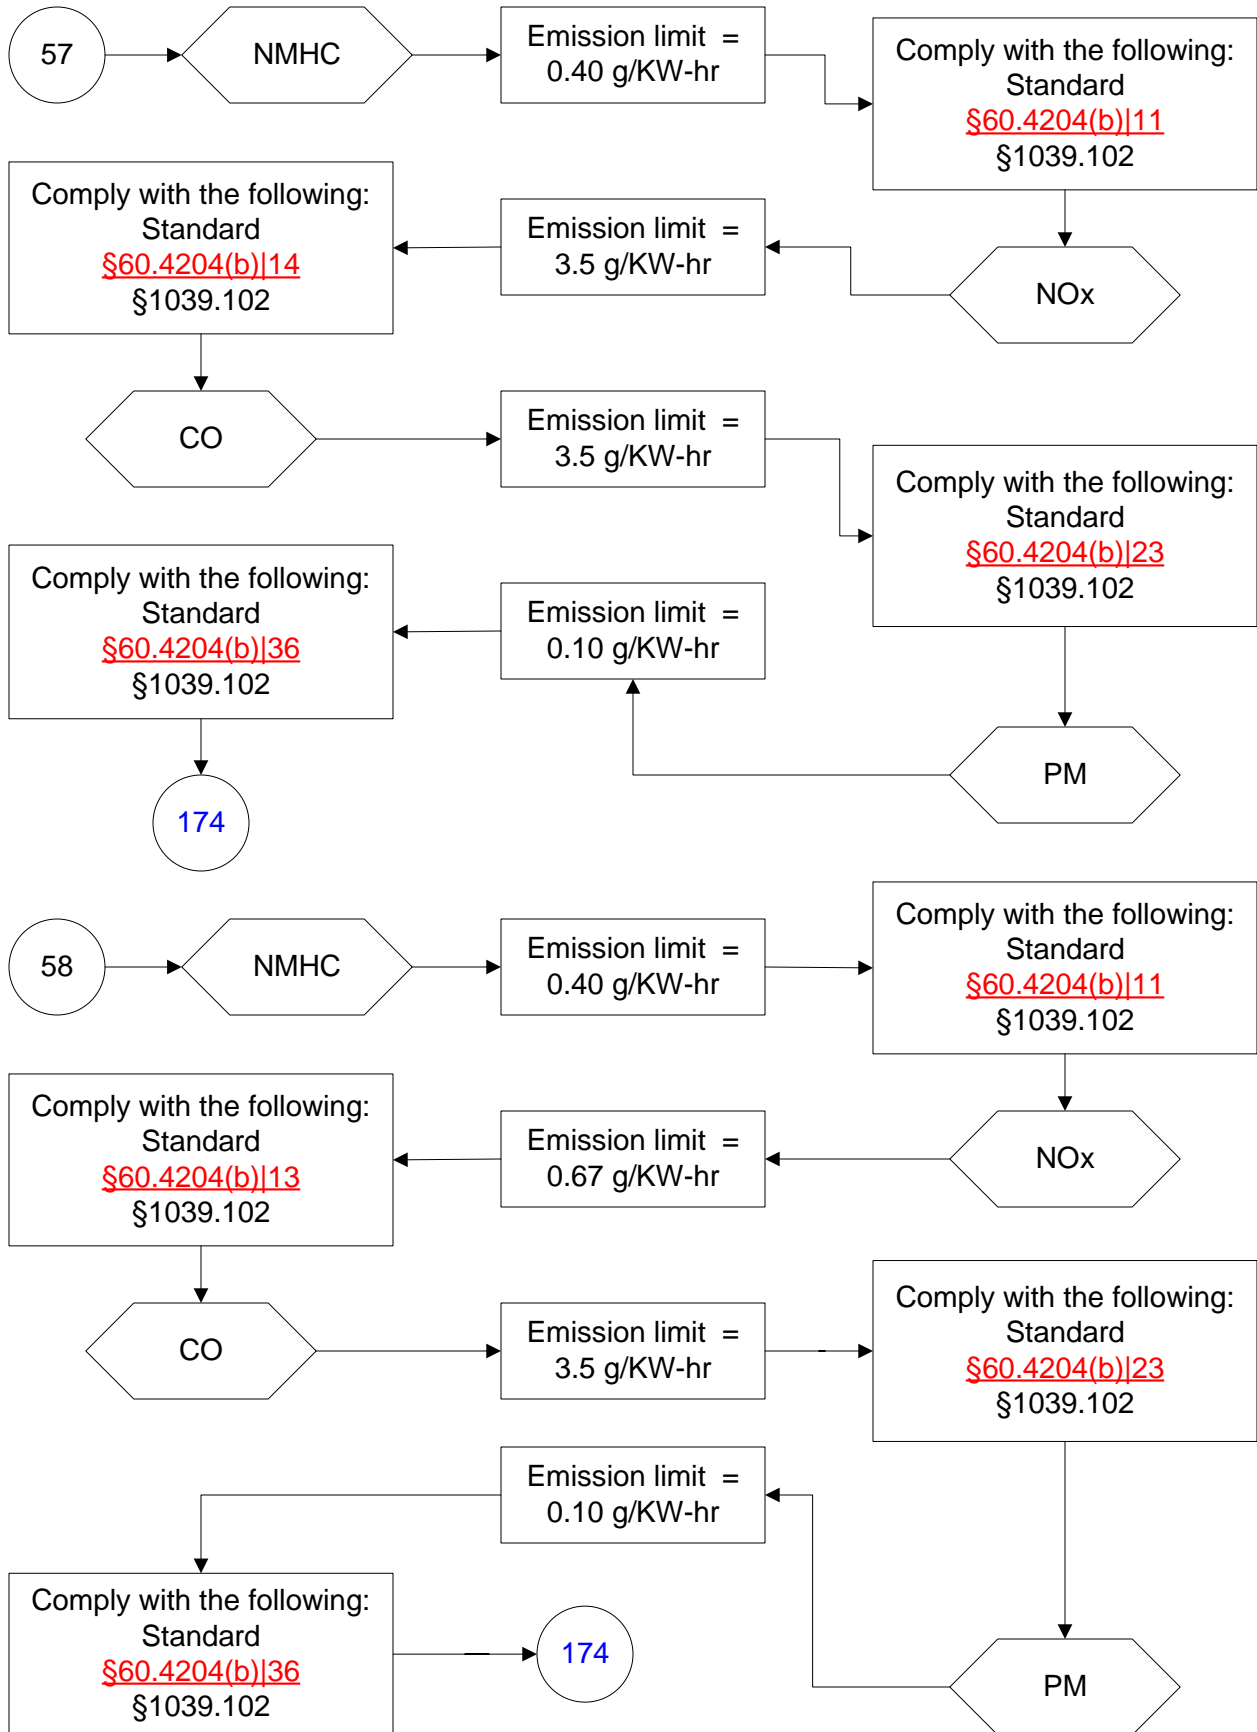 57
NMHC
Emission limit =
0.40 g/KW-hr
Comply with the following:
Standard
§60.4204(b)|11
§1039.102
NOx
Emission limit =
3.5 g/KW-hr
Comply with the following:
Standard
§60.4204(b)|14
§1039.102
CO
Emission limit =
3.5 g/KW-hr
Comply with the following:
Standard
§60.4204(b)|23
§1039.102
PM
Emission limit =
0.10 g/KW-hr
Comply with the following:
Standard
§60.4204(b)|36
§1039.102
174
58
NMHC
Emission limit =
0.40 g/KW-hr
Comply with the following:
Standard
§60.4204(b)|11
§1039.102
NOx
Emission limit =
0.67 g/KW-hr
Comply with the following:
Standard
§60.4204(b)|13
§1039.102
CO
Emission limit =
3.5 g/KW-hr
Comply with the following:
Standard
§60.4204(b)|23
§1039.102
PM
Emission limit =
0.10 g/KW-hr
Comply with the following:
Standard
§60.4204(b)|36
§1039.102
174